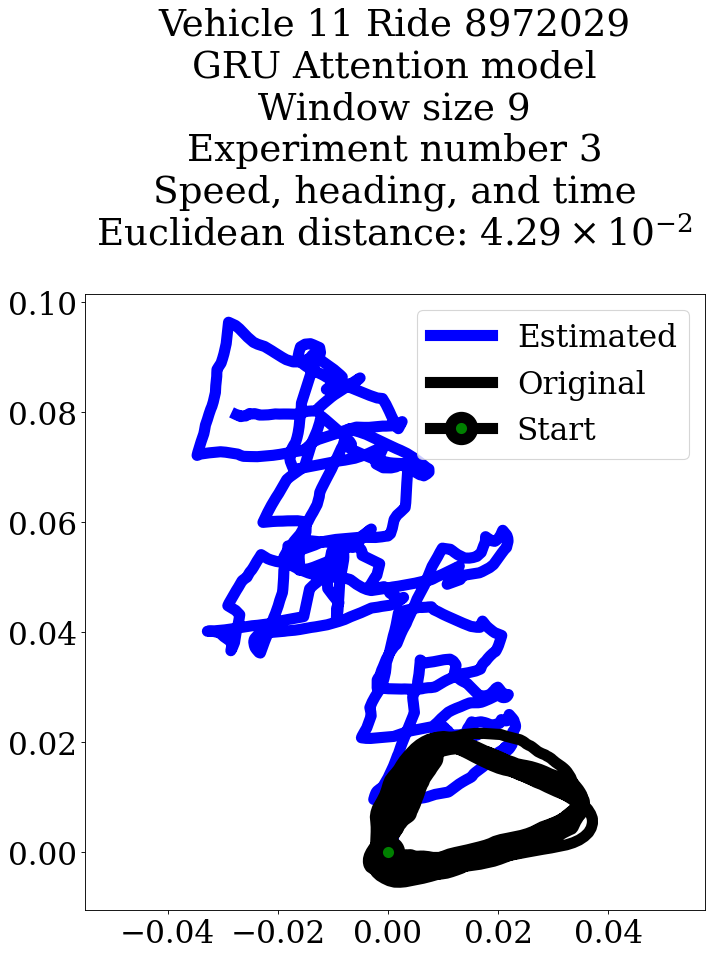 Vehicle 11 Ride 8972029
GRU Attention model
Window size 9
Experiment number 3
Speed, heading, and time
Euclidean distance: 4.29 × 10⁻²
0.10
0.08
0.06
0.04
0.02
0.00
Estimated
Original
Start
−0.04 −0.02 0.00 0.02 0.04